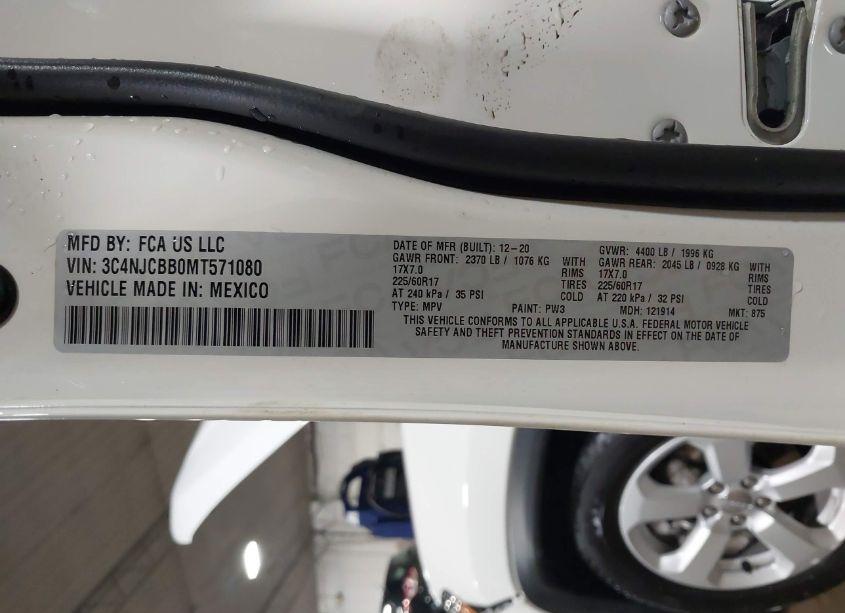 MFD BY: FCA US LLC
VIN: 3C4NJCBB0MT571080
VEHICLE MADE IN: MEXICO
DATE OF MFR (BUILT): 12-20 GVWR: 4400 LB / 1996 KG
GAWR FRONT: 2370 LB / 1076 KG WITH GAWR REAR: 2045 LB / 0928 KG WITH
17X7.0 RIMS 17X7.0 RIMS
225/60R17 TIRES 225/60R17 TIRES
AT 240 kPa / 35 PSI COLD AT 220 kPa / 32 PSI COLD
TYPE: MPV PAINT: PW3 MDH: 121914 MKT: 875
THIS VEHICLE CONFORMS TO ALL APPLICABLE U.S.A. FEDERAL MOTOR VEHICLE
SAFETY AND THEFT PREVENTION STANDARDS IN EFFECT ON THE DATE OF
MANUFACTURE SHOWN ABOVE.